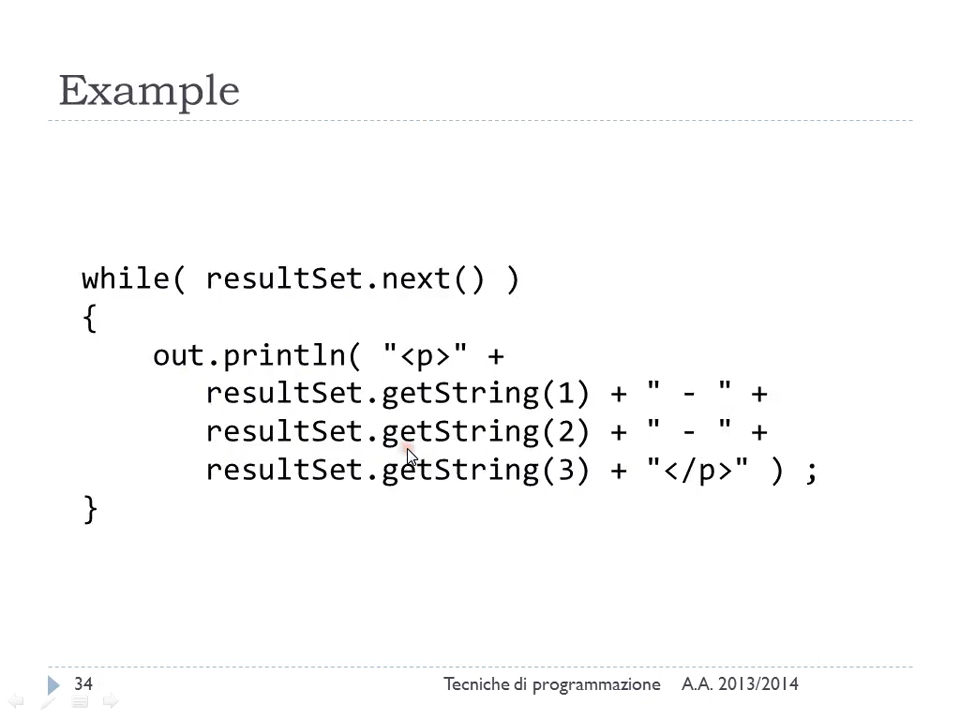 Example
while( resultSet.next() )
{
    out.println( "<p>" +
       resultSet.getString(1) + " - " +
       resultSet.getString(2) + " - " +
       resultSet.getString(3) + "</p>" ) ;
}
34 Tecniche di programmazione A.A. 2013/2014